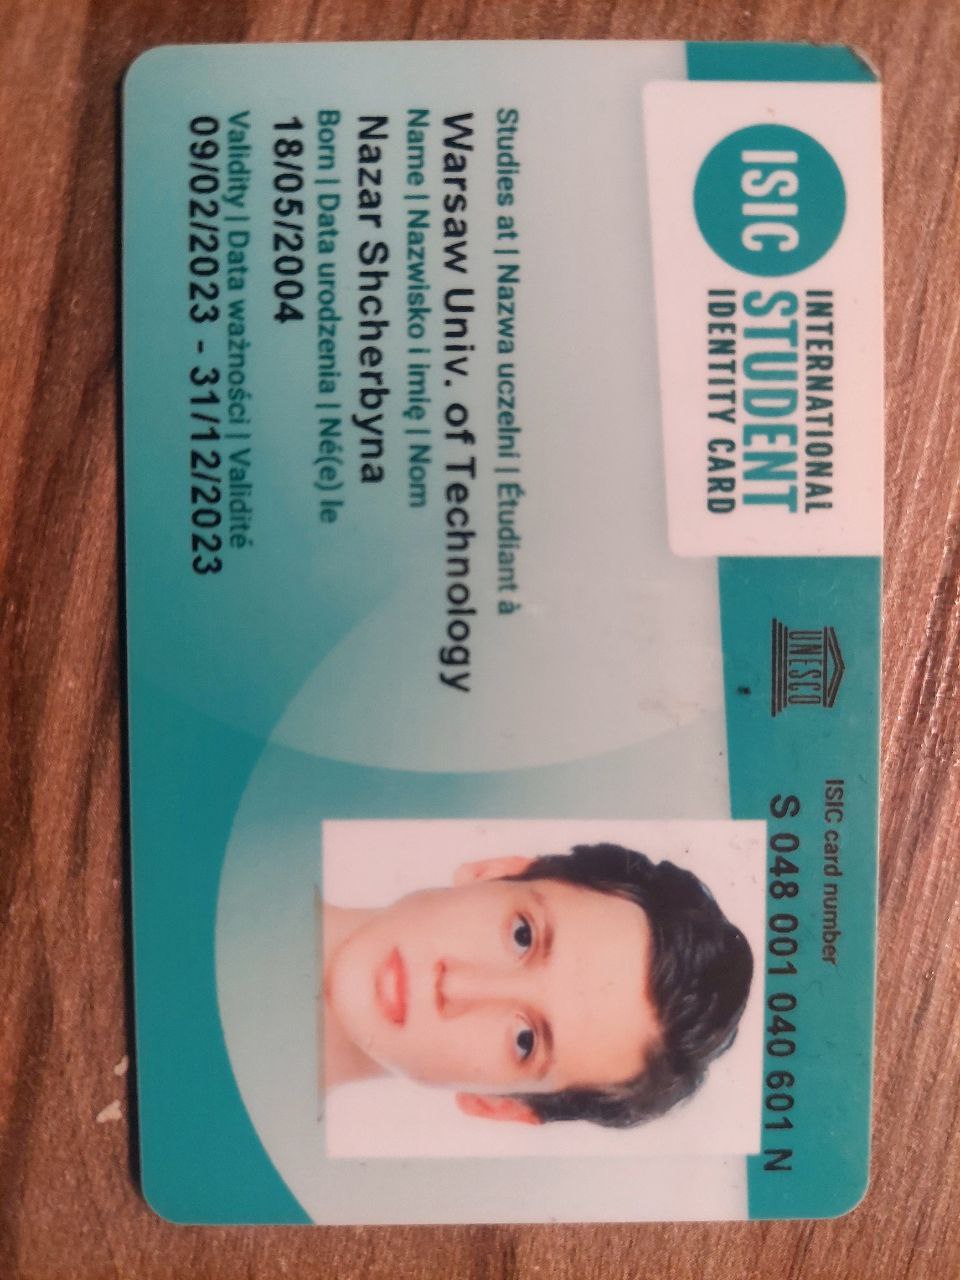 ISIC
INTERNATIONAL
STUDENT
IDENTITY CARD
UNESCO
ISIC card number
S 048 001 040 601 N
Studies at | Nazwa uczelni | Étudiant à
Warsaw Univ. of Technology
Name | Nazwisko i imię | Nom
Nazar Shcherbyna
Born | Data urodzenia | Né(e) le
18/05/2004
Validity | Data ważności | Validité
09/02/2023 - 31/12/2023